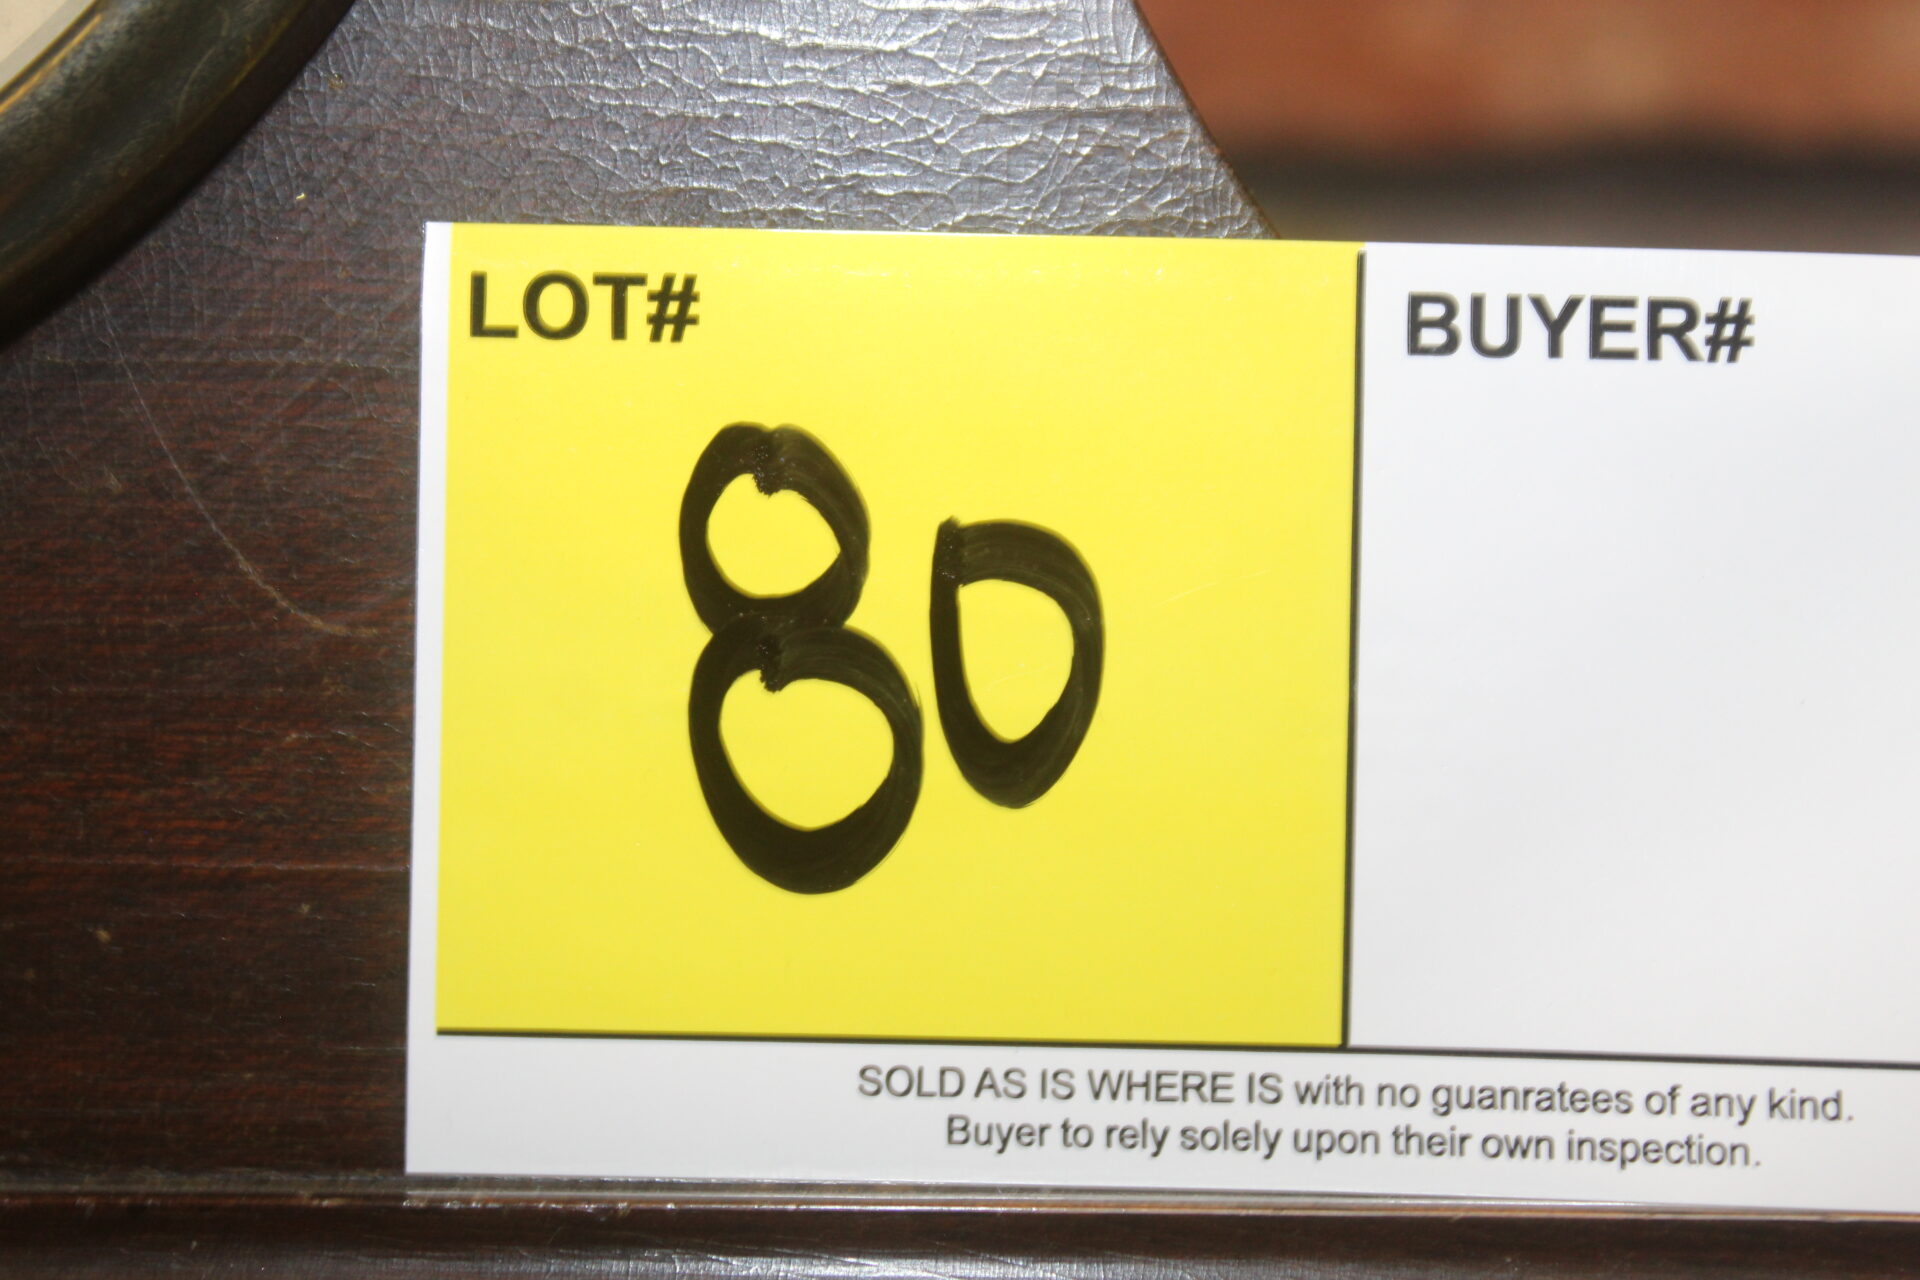 LOT#
BUYER#
80
SOLD AS IS WHERE IS with no guanratees of any kind.
Buyer to rely solely upon their own inspection.